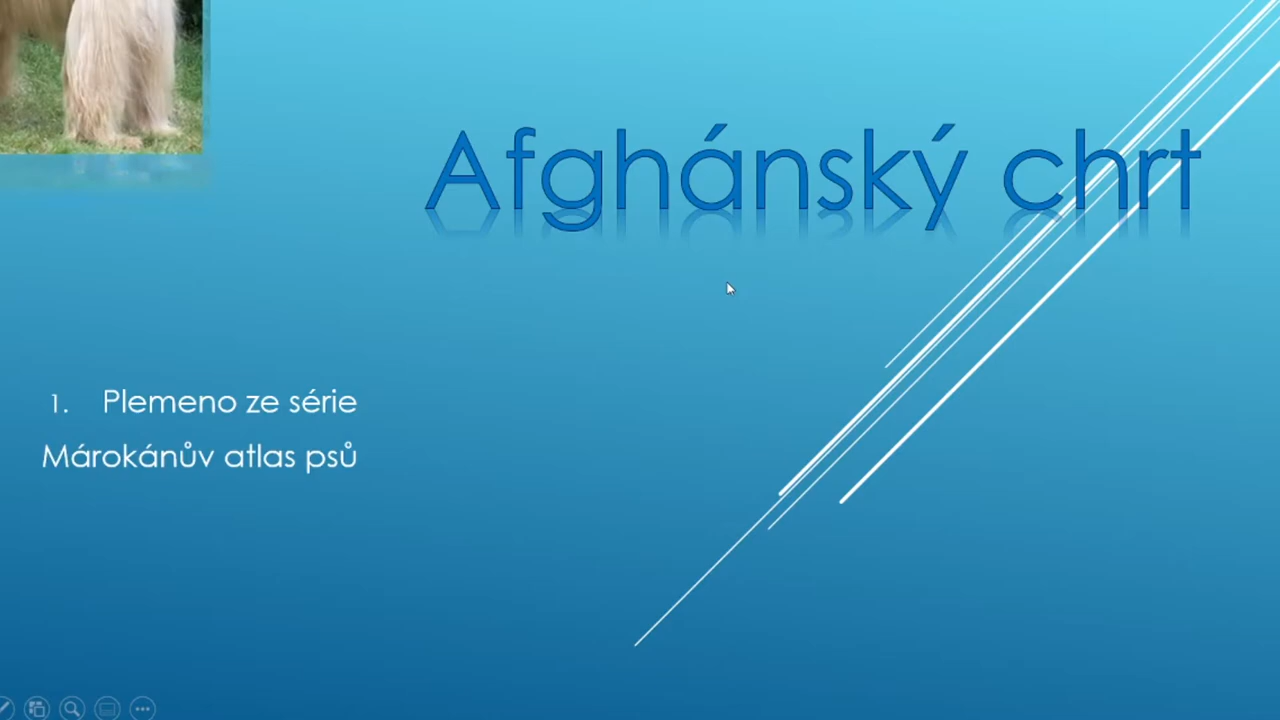 Afghánský chrt
1. Plemeno ze série
Márokánův atlas psů